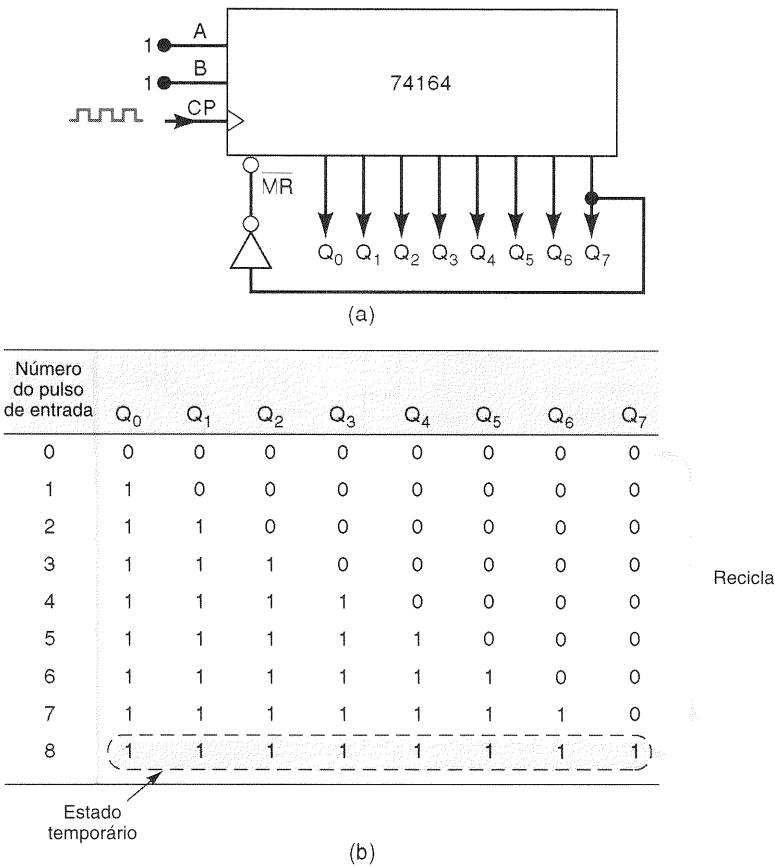 A
1
B
1
74164
CP
M̅R̅
Q0 Q1 Q2 Q3 Q4 Q5 Q6 Q7
(a)
Número
do pulso
de entrada
Q0 Q1 Q2 Q3 Q4 Q5 Q6 Q7
0 0 0 0 0 0 0 0 0
1 1 0 0 0 0 0 0 0
2 1 1 0 0 0 0 0 0
3 1 1 1 0 0 0 0 0
4 1 1 1 1 0 0 0 0
5 1 1 1 1 1 0 0 0
6 1 1 1 1 1 1 0 0
7 1 1 1 1 1 1 1 0
8 1 1 1 1 1 1 1 1
Recicla
Estado
temporário
(b)